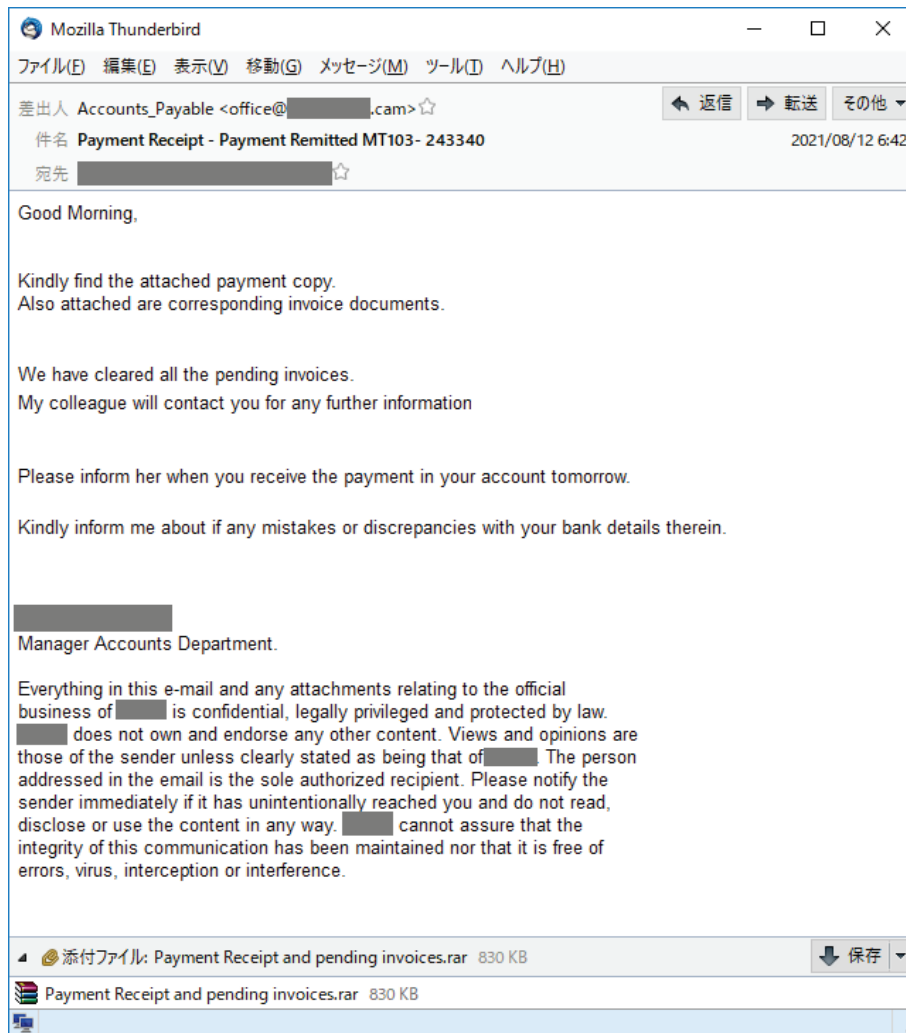 Mozilla Thunderbird
ファイル(F) 編集(E) 表示(V) 移動(G) メッセージ(M) ツール(T) ヘルプ(H)
差出人 Accounts_Payable <office@ .cam>
返信 転送 その他
件名 Payment Receipt - Payment Remitted MT103- 243340
2021/08/12 6:42
宛先
Good Morning,
Kindly find the attached payment copy.
Also attached are corresponding invoice documents.
We have cleared all the pending invoices.
My colleague will contact you for any further information
Please inform her when you receive the payment in your account tomorrow.
Kindly inform me about if any mistakes or discrepancies with your bank details therein.
Manager Accounts Department.
Everything in this e-mail and any attachments relating to the official
business of is confidential, legally privileged and protected by law.
does not own and endorse any other content. Views and opinions are
those of the sender unless clearly stated as being that of . The person
addressed in the email is the sole authorized recipient. Please notify the
sender immediately if it has unintentionally reached you and do not read,
disclose or use the content in any way. cannot assure that the
integrity of this communication has been maintained nor that it is free of
errors, virus, interception or interference.
添付ファイル: Payment Receipt and pending invoices.rar 830 KB
保存
Payment Receipt and pending invoices.rar 830 KB